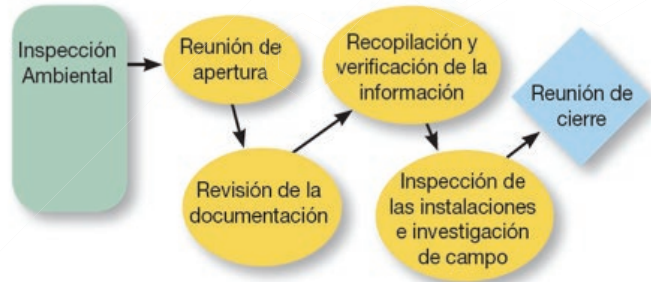 Inspección
Ambiental
Reunión de
apertura
Revisión de la
documentación
Recopilación y
verificación de la
información
Inspección de
las instalaciones
e investigación
de campo
Reunión de
cierre